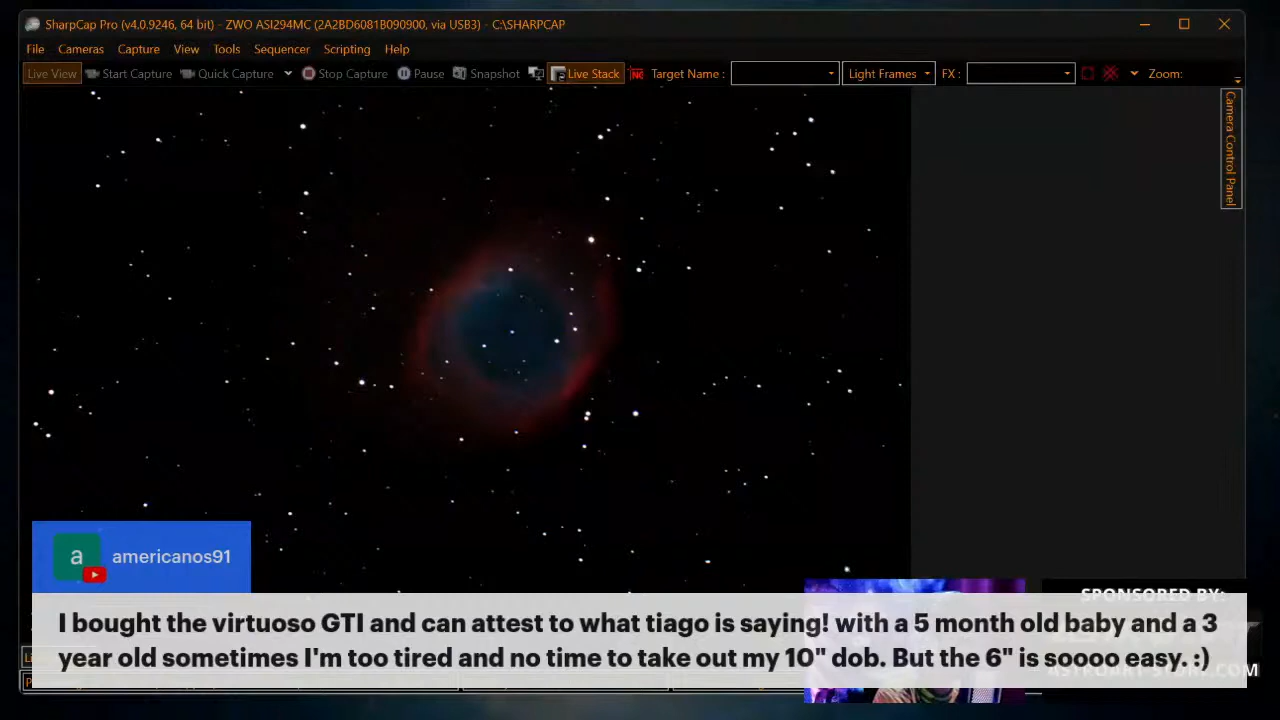 SharpCap Pro (v4.0.9246, 64 bit) - ZWO ASI294MC (2A2BD6081B090900, via USB3) - C:\SHARPCAP
File Cameras Capture View Tools Sequencer Scripting Help
Live View Start Capture Quick Capture Stop Capture Pause Snapshot Live Stack Target Name : Light Frames FX : Zoom:
Camera Control Panel
a americanos91
SPONSORED BY:
I bought the virtuoso GTI and can attest to what tiago is saying! with a 5 month old baby and a 3
year old sometimes I'm too tired and no time to take out my 10" dob. But the 6" is soooo easy. :)